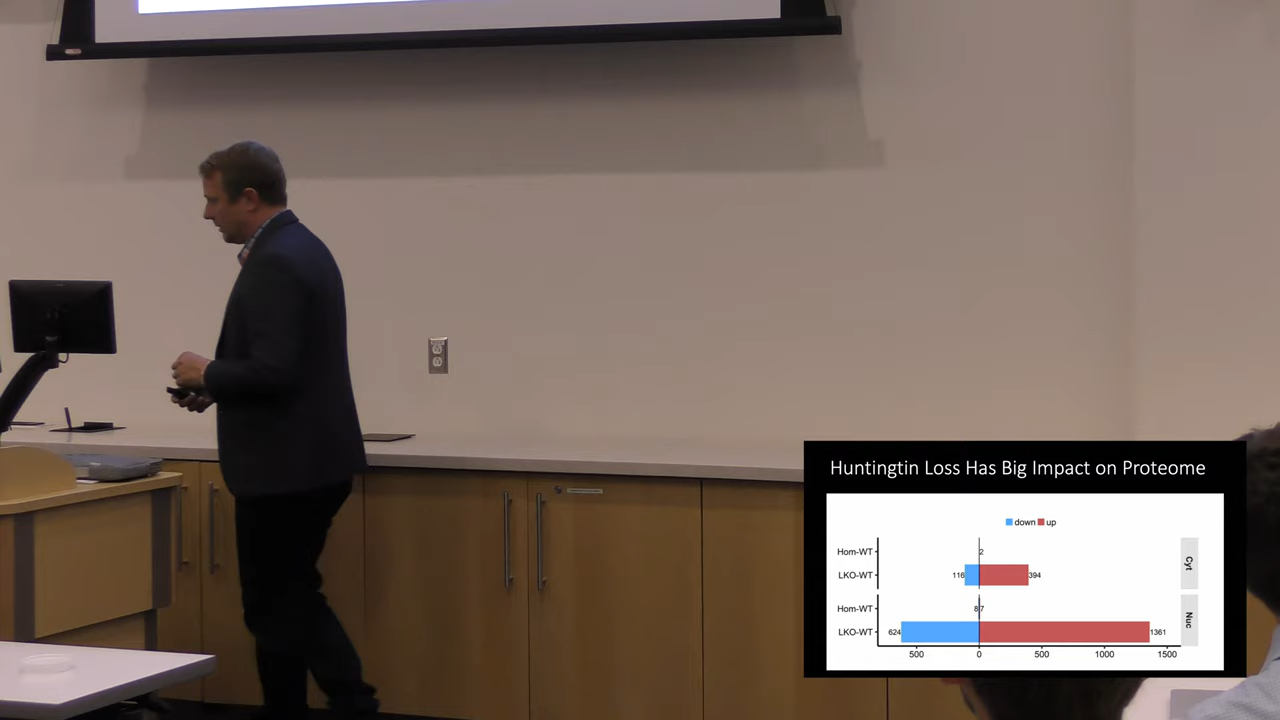 Huntingtin Loss Has Big Impact on Proteome
down up
Hom-WT 2
LKO-WT 116 394
Cyt
Hom-WT 8 7
LKO-WT 624 1361
Nuc
500 0 500 1000 1500